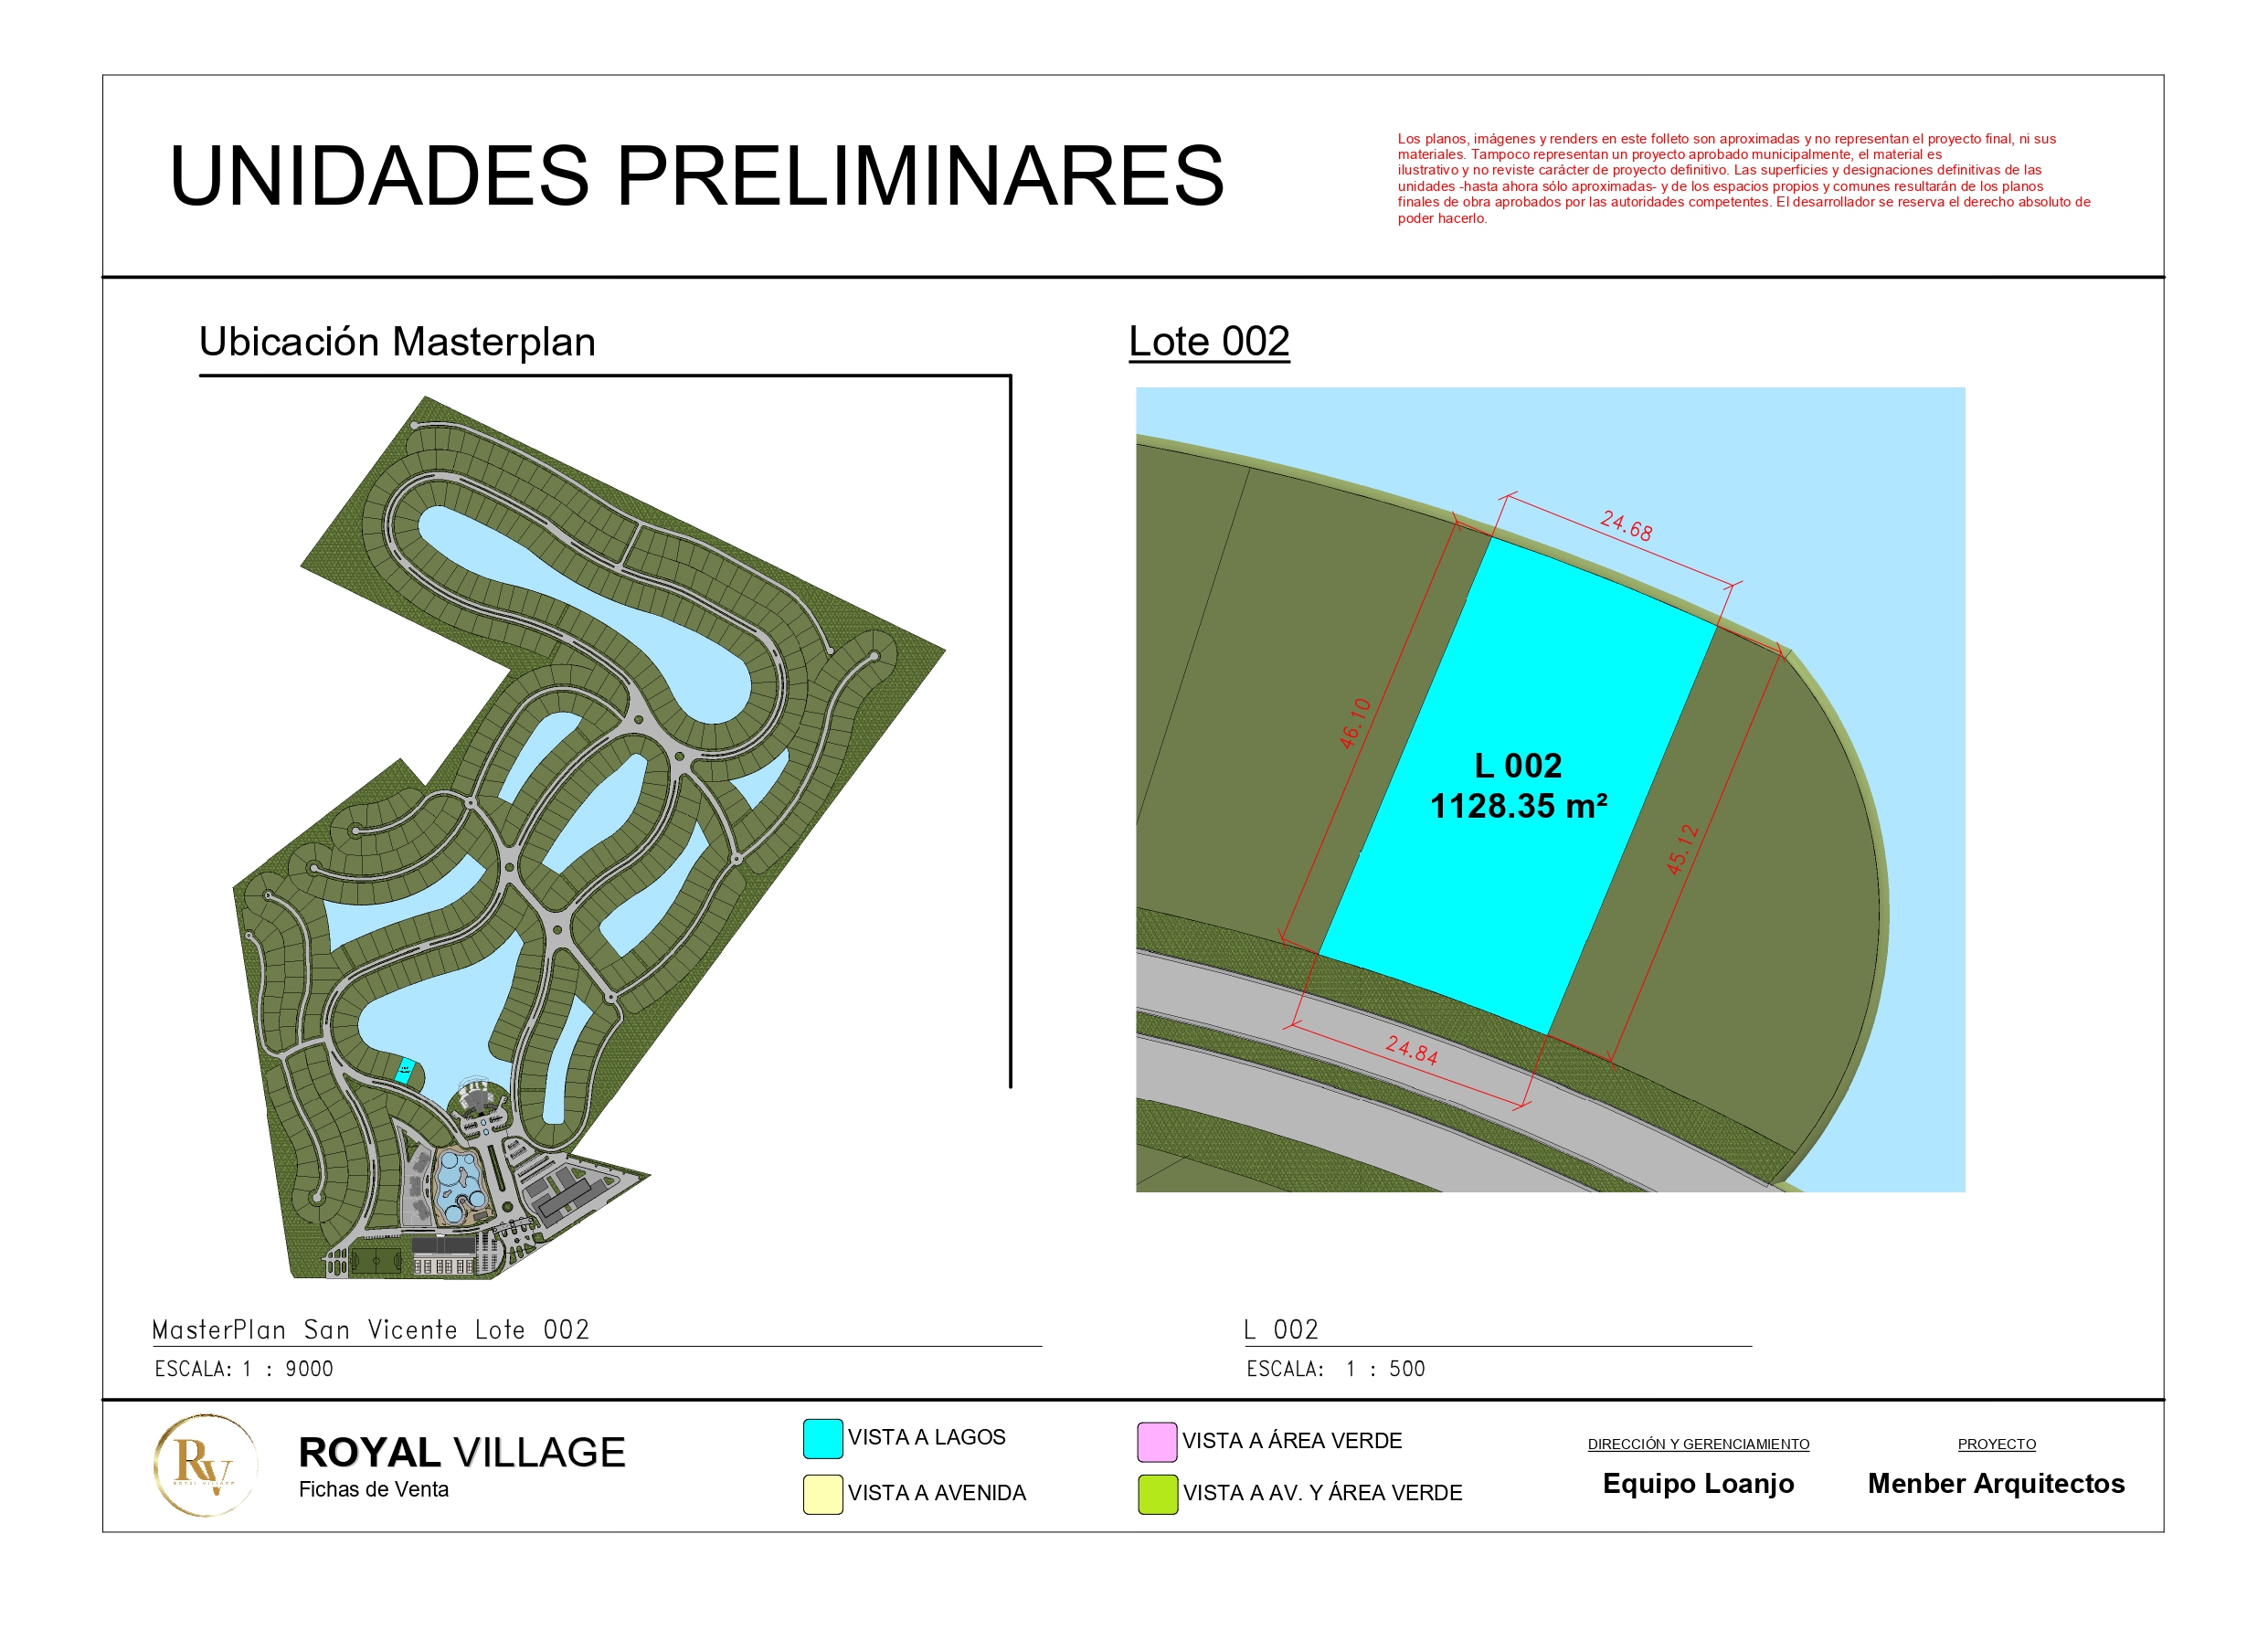 UNIDADES PRELIMINARES
Los planos, imágenes y renders en este folleto son aproximadas y no representan el proyecto final, ni sus
materiales. Tampoco representan un proyecto aprobado municipalmente, el material es
ilustrativo y no reviste carácter de proyecto definitivo. Las superficies y designaciones definitivas de las
unidades -hasta ahora sólo aproximadas- y de los espacios propios y comunes resultarán de los planos
finales de obra aprobados por las autoridades competentes. El desarrollador se reserva el derecho absoluto de
poder hacerlo.
Ubicación Masterplan
Lote 002
24.68
46.10
L 002
1128.35 m²
45.12
24.84
MasterPlan San Vicente Lote 002
ESCALA: 1 : 9000
L 002
ESCALA: 1 : 500
RV
ROYAL VILLAGE
ROYAL VILLAGE
Fichas de Venta
VISTA A LAGOS
VISTA A AVENIDA
VISTA A ÁREA VERDE
VISTA A AV. Y ÁREA VERDE
DIRECCIÓN Y GERENCIAMIENTO
Equipo Loanjo
PROYECTO
Menber Arquitectos